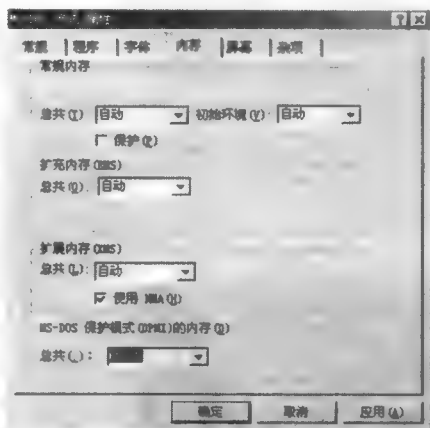 常规 程序 字体 内存 屏幕 杂项
常规内存
总共(T) 自动 初始环境(V): 自动
保护(R)
扩充内存(EMS)
总共(O). 自动
扩展内存(XMS)
总共(L): 自动
使用 HMA(H)
MS-DOS 保护模式(DPMI)的内存(D)
总共(_):
确定 取消 应用(A)